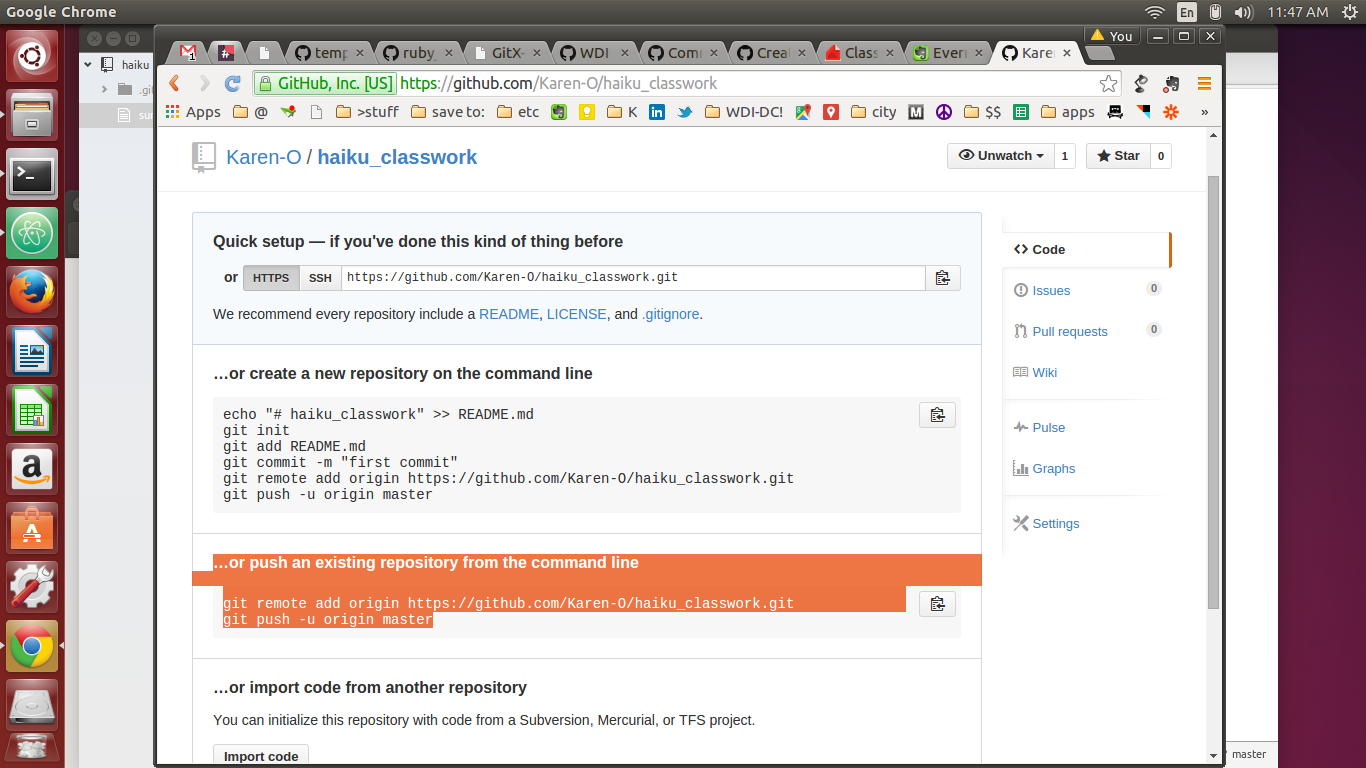 Google Chrome
En
11:47 AM
haiku
.gi
su
1
temp
ruby_
GitX-
WDI
Comm
Crea
Class
Ever
Kare
You
GitHub, Inc. [US]
https://github.com/Karen-O/haiku_classwork
Apps
@
>stuff
save to:
etc
K
WDI-DC!
city
M
$$
apps
»
Karen-O / haiku_classwork
Unwatch
1
Star
0
Quick setup — if you've done this kind of thing before
or
HTTPS
SSH
https://github.com/Karen-O/haiku_classwork.git
We recommend every repository include a README, LICENSE, and .gitignore.
…or create a new repository on the command line
echo "# haiku_classwork" >> README.md
git init
git add README.md
git commit -m "first commit"
git remote add origin https://github.com/Karen-O/haiku_classwork.git
git push -u origin master
…or push an existing repository from the command line
git remote add origin https://github.com/Karen-O/haiku_classwork.git
git push -u origin master
…or import code from another repository
You can initialize this repository with code from a Subversion, Mercurial, or TFS project.
Import code
Code
Issues
0
Pull requests
0
Wiki
Pulse
Graphs
Settings
master